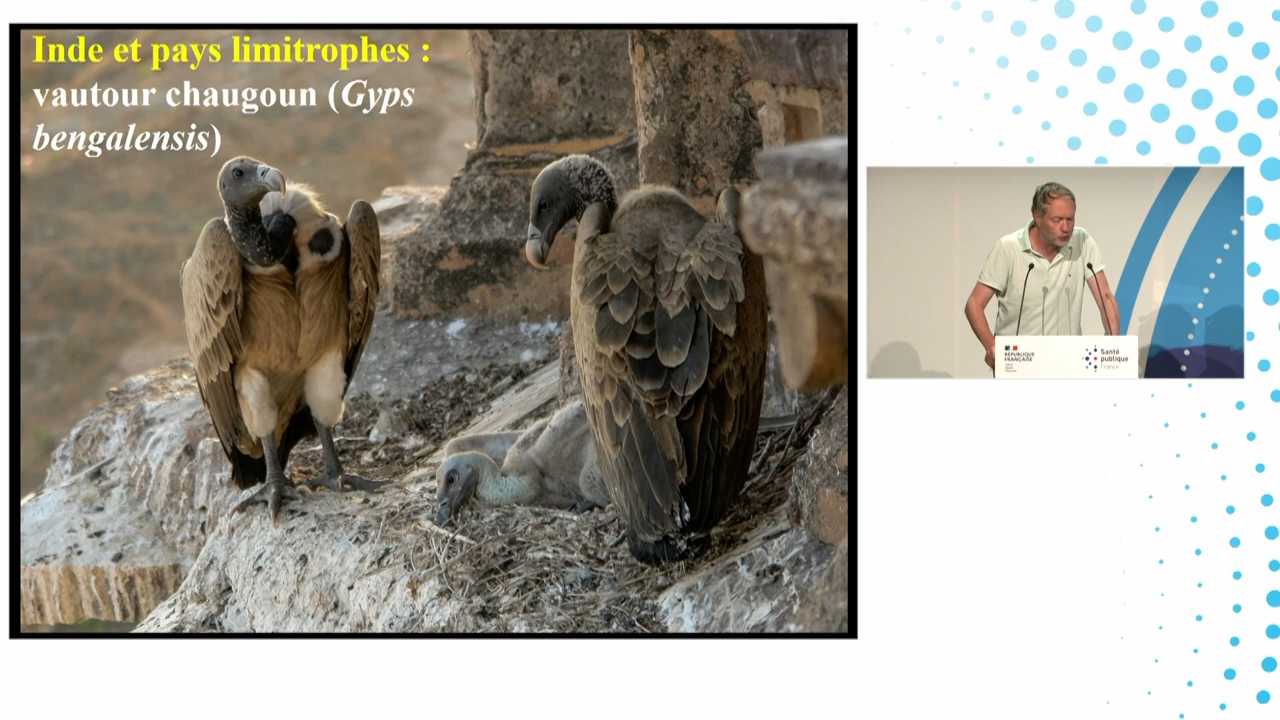 Inde et pays limitrophes :
vautour chaugoun (Gyps
bengalensis)
RÉPUBLIQUE
FRANÇAISE
Santé
publique
France